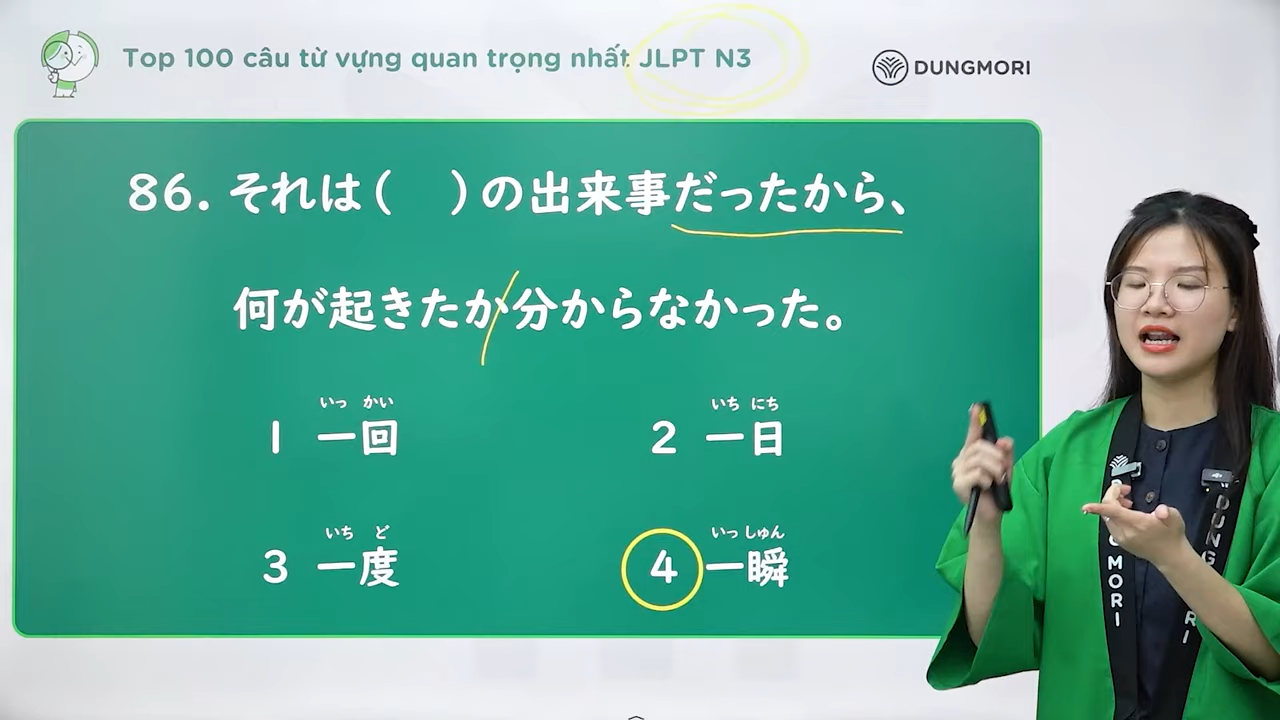 Top 100 câu từ vựng quan trọng nhất JLPT N3
DUNGMORI
86. それは（　）の出来事だったから、
何が起きたか分からなかった。
いっ かい
1 一回
いち にち
2 一日
いち ど
3 一度
いっ しゅん
4 一瞬
MORI
DUNG
RI